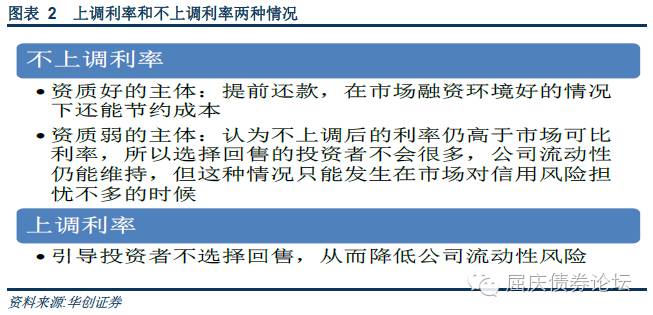 图表 2 上调利率和不上调利率两种情况
不上调利率
•资质好的主体：提前还款，在市场融资环境好的情况
下还能节约成本
•资质弱的主体：认为不上调后的利率仍高于市场可比
利率，所以选择回售的投资者不会很多，公司流动性
仍能维持，但这种情况只能发生在市场对信用风险担
忧不多的时候
上调利率
•引导投资者不选择回售，从而降低公司流动性风险
屈庆债券论坛
资料来源:华创证券